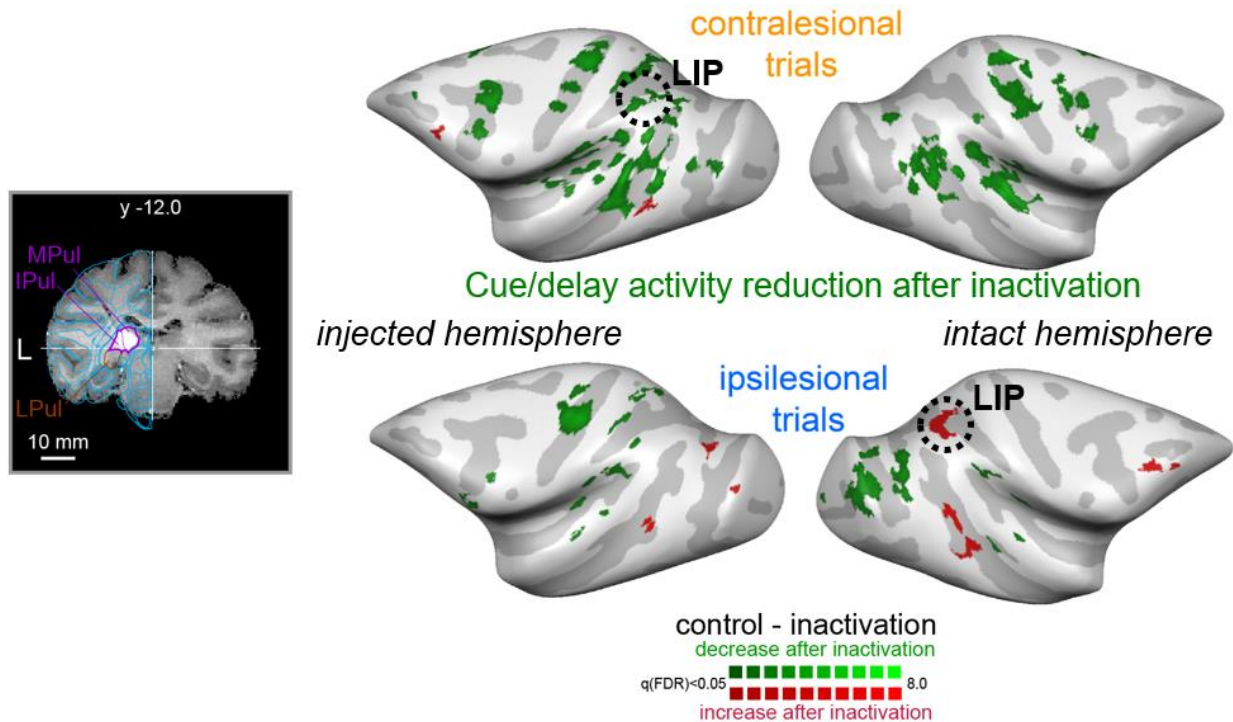 contralesional
trials
LIP
y -12.0
MPul
IPul
L
LPul
10 mm
Cue/delay activity reduction after inactivation
injected hemisphere
intact hemisphere
ipsilesional
trials
LIP
control - inactivation
decrease after inactivation
q(FDR)<0.05
8.0
increase after inactivation